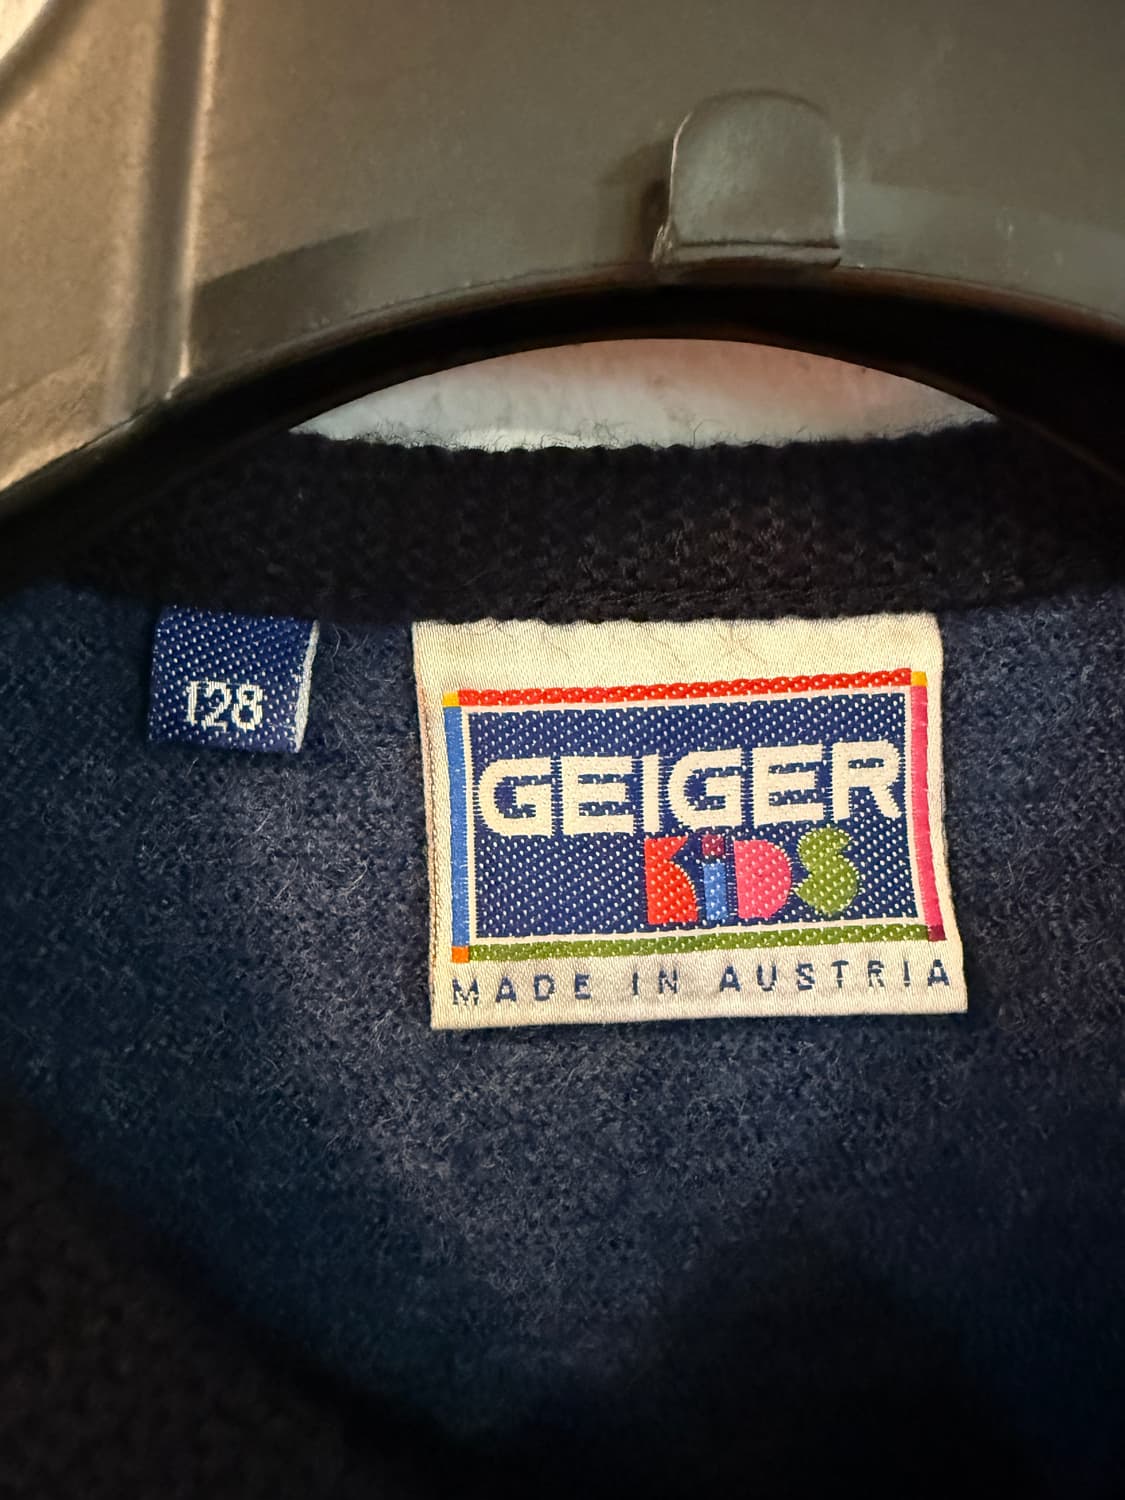 128
GEIGER
KiDS
MADE IN AUSTRIA